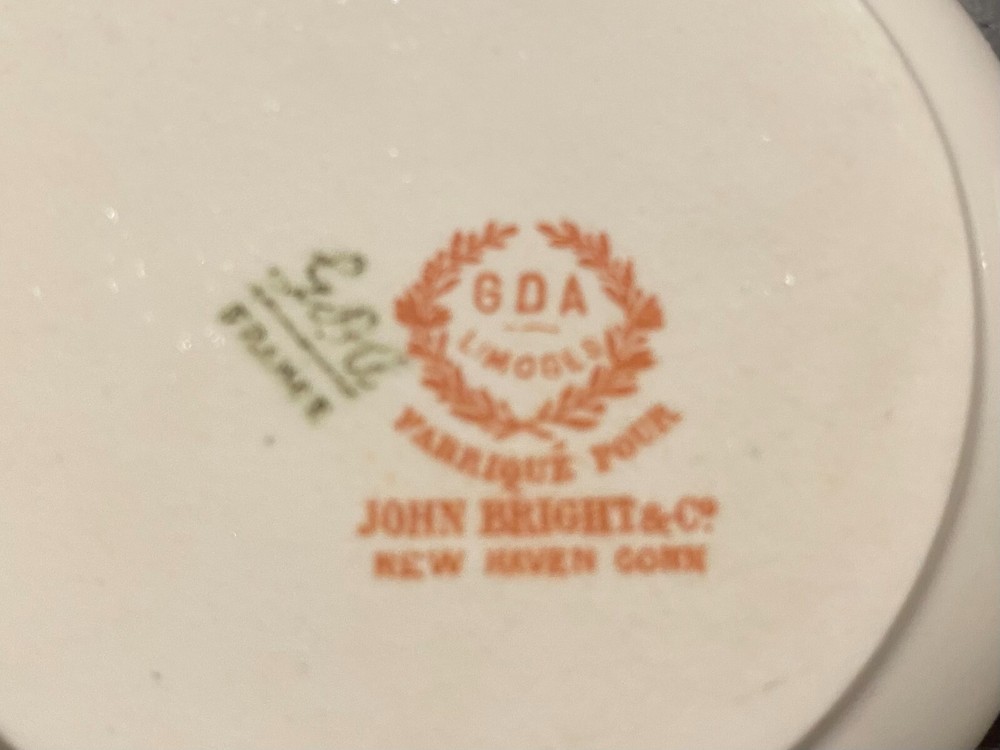 GDA
LIMOGES
FABRIQUÉ POUR
JOHN BRIGHT & Cº
NEW HAVEN CONN
FRANCE